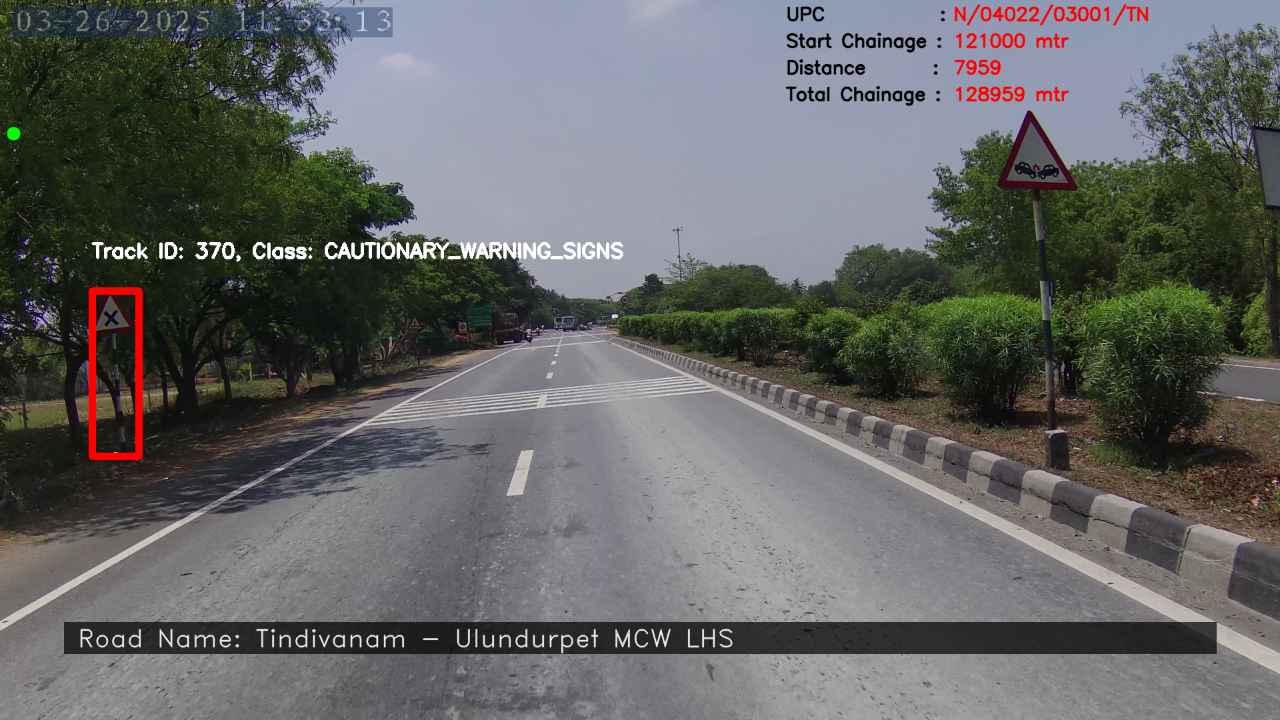 03-26-2025 11:53:13
UPC : N/04022/03001/TN
Start Chainage : 121000 mtr
Distance : 7959
Total Chainage : 128959 mtr
Track ID: 370, Class: CAUTIONARY_WARNING_SIGNS
Road Name: Tindivanam - Ulundurpet MCW LHS